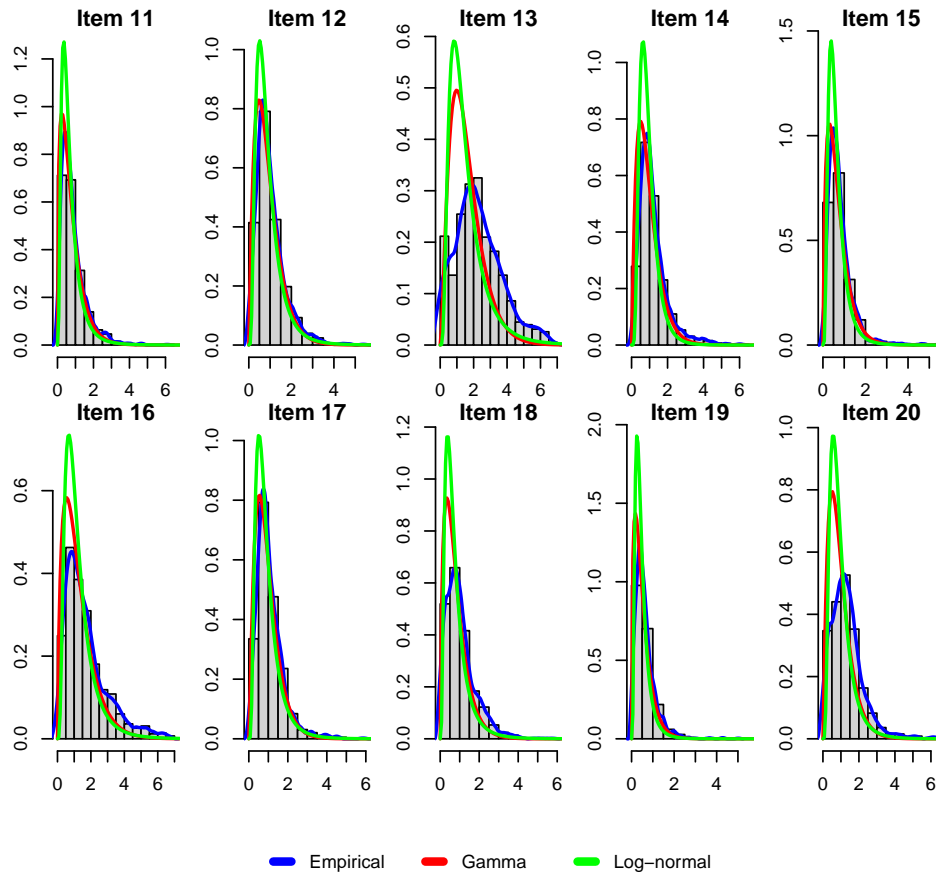 Item 11 Item 12 Item 13 Item 14 Item 15
0.0 0.2 0.4 0.6 0.8 1.0 1.2
0 2 4 6
0.0 0.2 0.4 0.6 0.8 1.0
0 2 4
0.0 0.1 0.2 0.3 0.4 0.5 0.6
0 2 4 6
0.0 0.2 0.4 0.6 0.8 1.0
0 2 4 6
0.0 0.5 1.0 1.5
0 2 4
Item 16 Item 17 Item 18 Item 19 Item 20
0.0 0.2 0.4 0.6
0 2 4 6
0.0 0.2 0.4 0.6 0.8 1.0
0 2 4 6
0.0 0.2 0.4 0.6 0.8 1.0 1.2
0 2 4 6
0.0 0.5 1.0 1.5 2.0
0 2 4
0.0 0.2 0.4 0.6 0.8 1.0
0 2 4 6
Empirical Gamma Log-normal